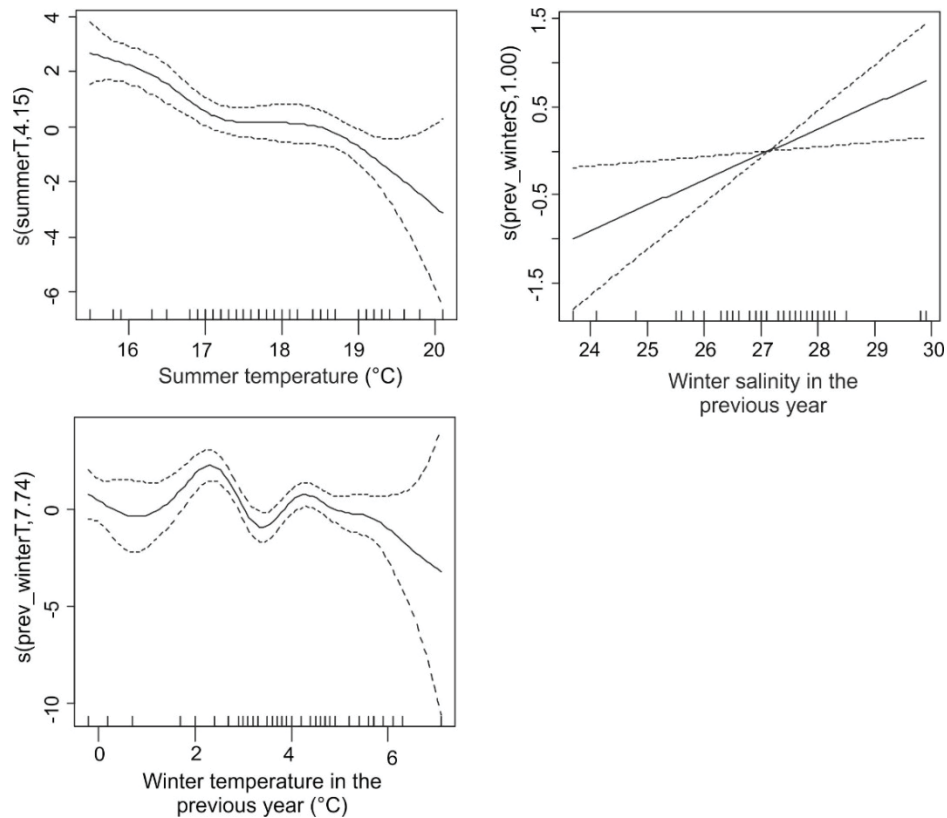 s(summerT,4.15)
4
2
0
-2
-4
-6
16 17 18 19 20
Summer temperature (°C)
s(prev_winterS,1.00)
1.5
0.5
-0.5
-1.5
24 25 26 27 28 29 30
Winter salinity in the
previous year
s(prev_winterT,7.74)
0
-5
-10
0 2 4 6
Winter temperature in the
previous year (°C)